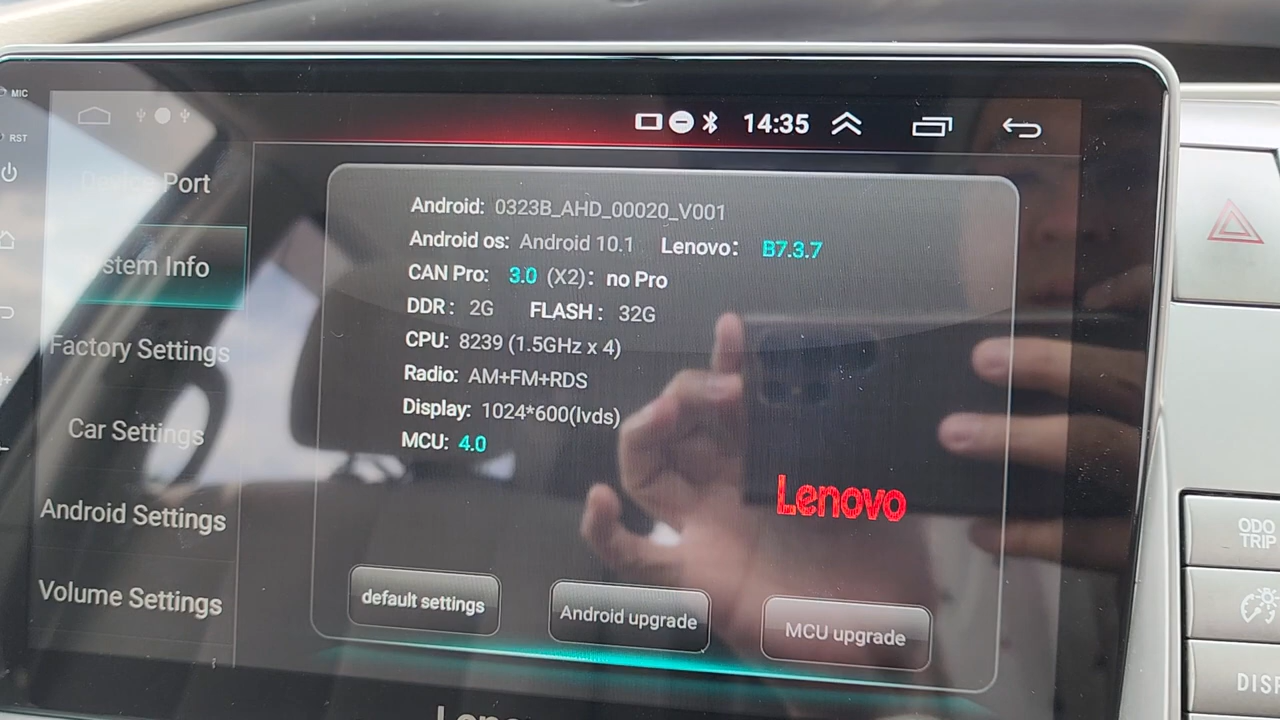 MIC
RST
14:35
Device Port
System Info
Factory Settings
Car Settings
Android Settings
Volume Settings
Android: 0323B_AHD_00020_V001
Android os: Android 10.1 Lenovo: B7.3.7
CAN Pro: 3.0 (X2): no Pro
DDR: 2G FLASH: 32G
CPU: 8239 (1.5GHz x 4)
Radio: AM+FM+RDS
Display: 1024*600(lvds)
MCU: 4.0
Lenovo
default settings
Android upgrade
MCU upgrade
ODO
TRIP